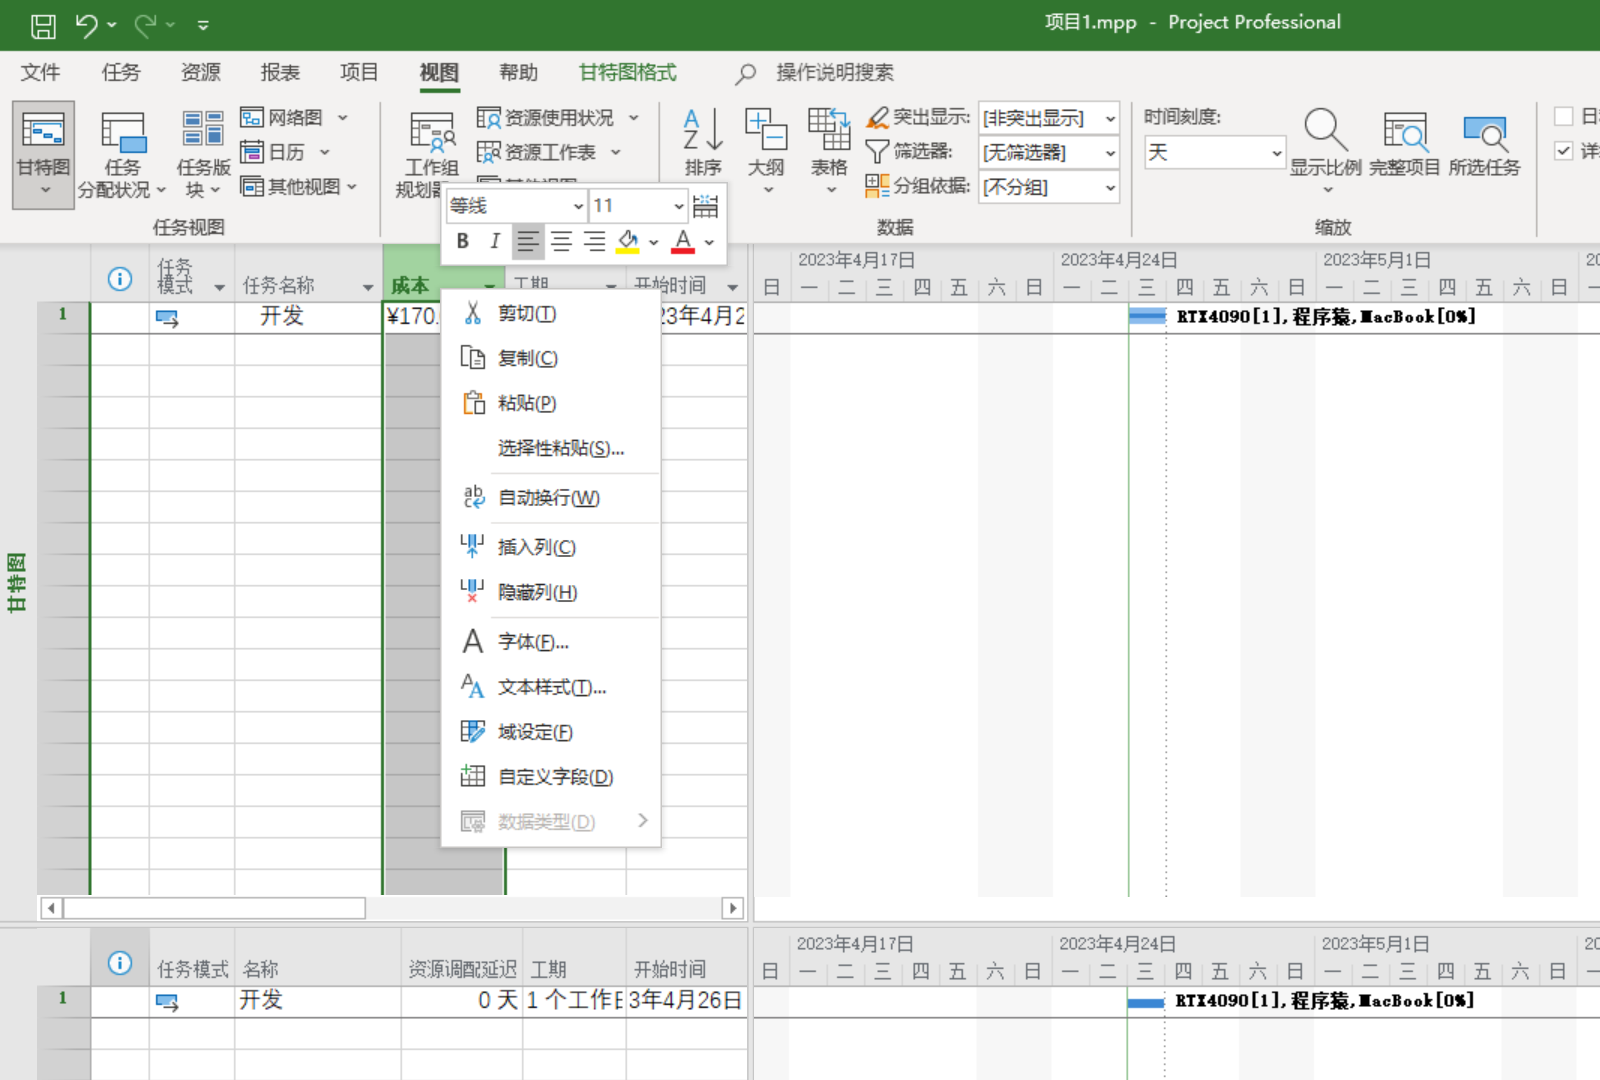 项目1.mpp - Project Professional
文件 任务 资源 报表 项目 视图 帮助 甘特图格式 操作说明搜索
甘特图
任务
分配状况
任务版
块
网络图
日历
其他视图
任务视图
工作组
规划器
资源使用状况
资源工作表
其他视图
A
Z
排序
大纲
表格
突出显示: [非突出显示]
筛选器: [无筛选器]
分组依据: [不分组]
数据
时间刻度:
天
显示比例
完整项目
所选任务
缩放
等线 11
B I A
任务
模式
任务名称 成本 工期 开始时间
2023年4月17日 2023年4月24日 2023年5月1日 20
日 一 二 三 四 五 六 日 一 二 三 四 五 六 日 一 二 三 四 五 六 日 一
1 开发 ¥170. 23年4月2 RTX4090[1],程序猿,MacBook[0%]
剪切(T)
复制(C)
粘贴(P)
选择性粘贴(S)...
自动换行(W)
插入列(C)
隐藏列(H)
字体(F)...
文本样式(T)...
域设定(F)
自定义字段(D)
数据类型(D)
甘特图
2023年4月17日 2023年4月24日 2023年5月1日 20
任务模式 名称 资源调配延迟 工期 开始时间
日 一 二 三 四 五 六 日 一 二 三 四 五 六 日 一 二 三 四 五 六 日 一
1 开发 0 天 1 个工作日 3年4月26日 RTX4090[1],程序猿,MacBook[0%]